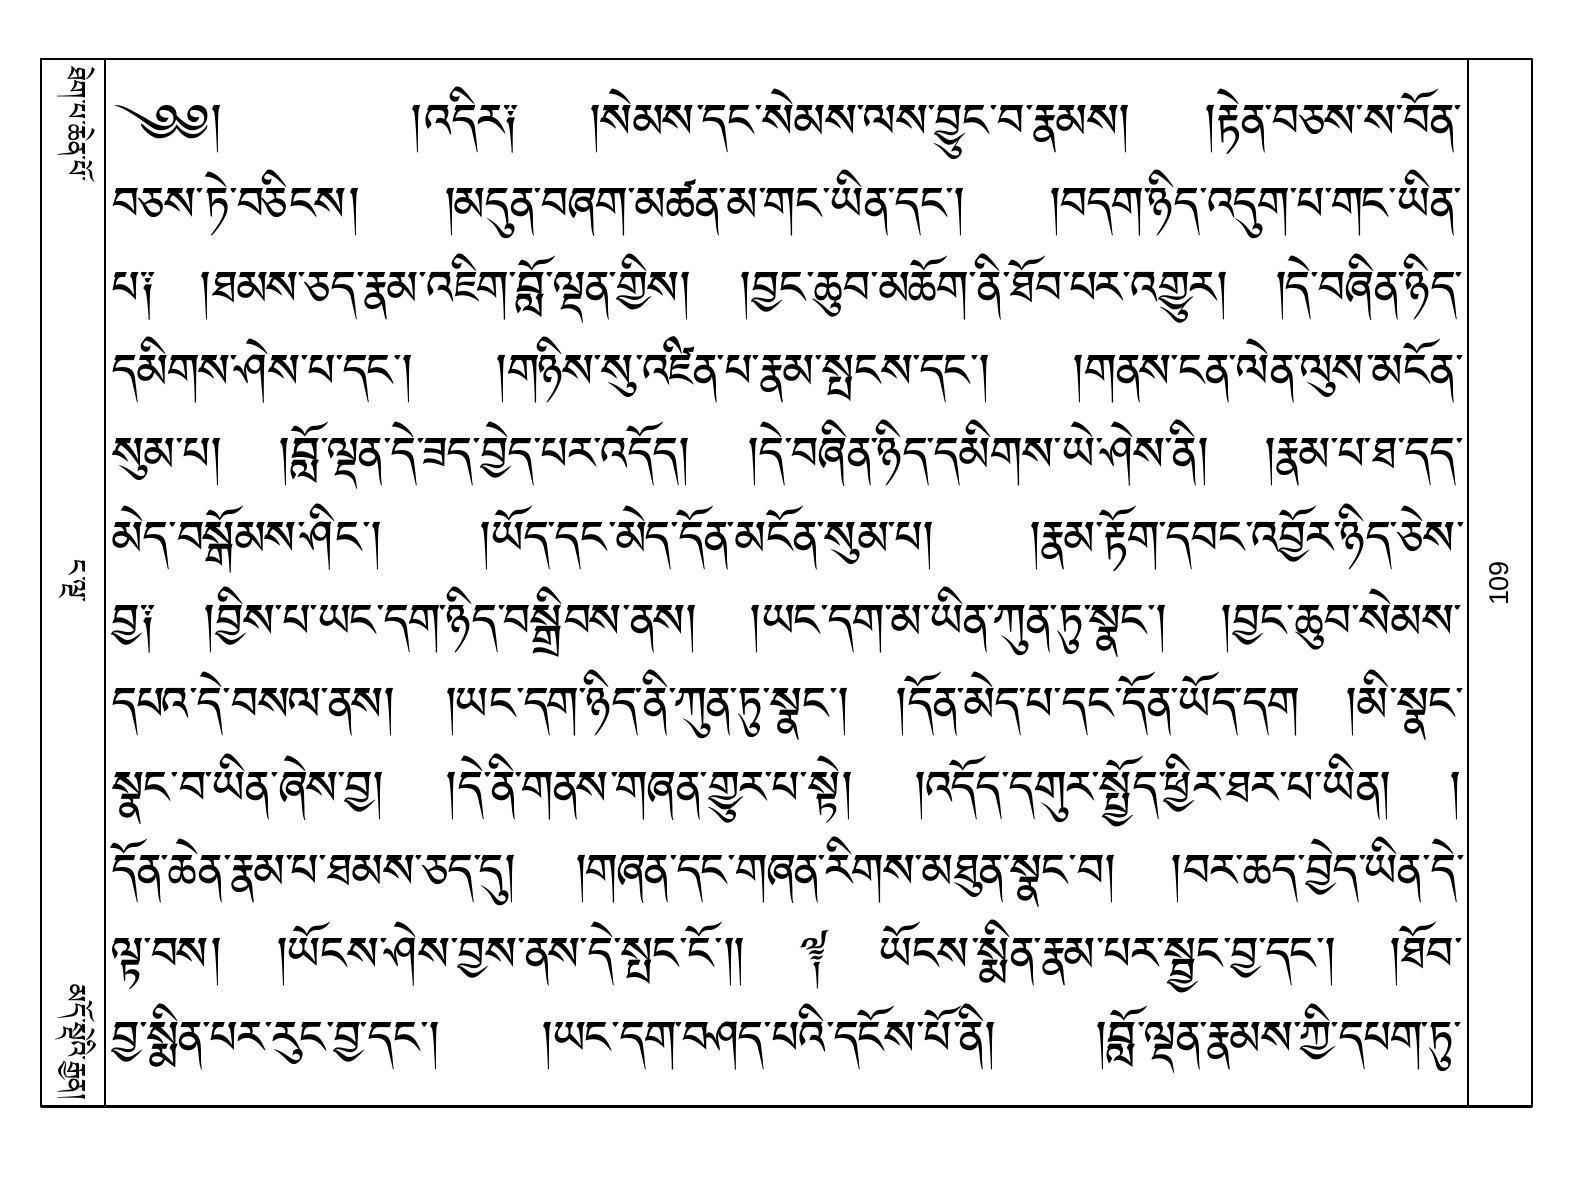 ༄༅། །འདིར༔ །སེམས་དང་སེམས་ལས་བྱུང་བ་རྣམས། །རྟེན་བཅས་ས་བོན་
བཅས་ཏེ་བཅིངས། །མདུན་བཞག་མཚན་མ་གང་ཡིན་དང་། །བདག་ཉིད་འདུག་པ་གང་ཡིན་
པ༔ །ཐམས་ཅད་རྣམ་འཇིག་བློ་ལྡན་གྱིས། །བྱང་ཆུབ་མཆོག་ནི་ཐོབ་པར་འགྱུར། །དེ་བཞིན་ཉིད་
དམིགས་ཤེས་པ་དང་། །གཉིས་སུ་འཛིན་པ་རྣམ་སྤངས་དང་། །གནས་ངན་ལེན་ལུས་མངོན་
སུམ་པ། །བློ་ལྡན་དེ་ཟད་བྱེད་པར་འདོད། །དེ་བཞིན་ཉིད་དམིགས་ཡེ་ཤེས་ནི། །རྣམ་པ་ཐ་དད་
མེད་བསྒོམས་ཤིང་། །ཡོད་དང་མེད་དོན་མངོན་སུམ་པ། །རྣམ་རྟོག་དབང་འབྱོར་ཉིད་ཅེས་
བྱ༔ །བྱིས་པ་ཡང་དག་ཉིད་བསྒྲིབས་ནས། །ཡང་དག་མ་ཡིན་ཀུན་ཏུ་སྣང་། །བྱང་ཆུབ་སེམས་
དཔའ་དེ་བསལ་ནས། །ཡང་དག་ཉིད་ནི་ཀུན་ཏུ་སྣང་། །དོན་མེད་པ་དང་དོན་ཡོད་དག །མི་སྣང་
སྣང་བ་ཡིན་ཞེས་བྱ། །དེ་ནི་གནས་གཞན་གྱུར་པ་སྟེ། །འདོད་དགུར་སྤྱོད་ཕྱིར་ཐར་པ་ཡིན། །
དོན་ཆེན་རྣམ་པ་ཐམས་ཅད་དུ། །གཞན་དང་གཞན་རིགས་མཐུན་སྣང་བ། །བར་ཆད་བྱེད་ཡིན་དེ་
ལྟ་བས། །ཡོངས་ཤེས་བྱས་ནས་དེ་སྤང་ངོ་།། ༈ ཡོངས་སྨིན་རྣམ་པར་སྦྱང་བྱ་དང་། །ཐོབ་
བྱ་སྨིན་པར་རུང་བྱ་དང་། །ཡང་དག་བཤད་པའི་དངོས་པོ་ནི། །བློ་ལྡན་རྣམས་ཀྱི་དཔག་ཏུ་
ཐེག་པ་ཆེན་པོ་
ང་ལྔ་
མདོ་སྡེའི་རྒྱན།
109